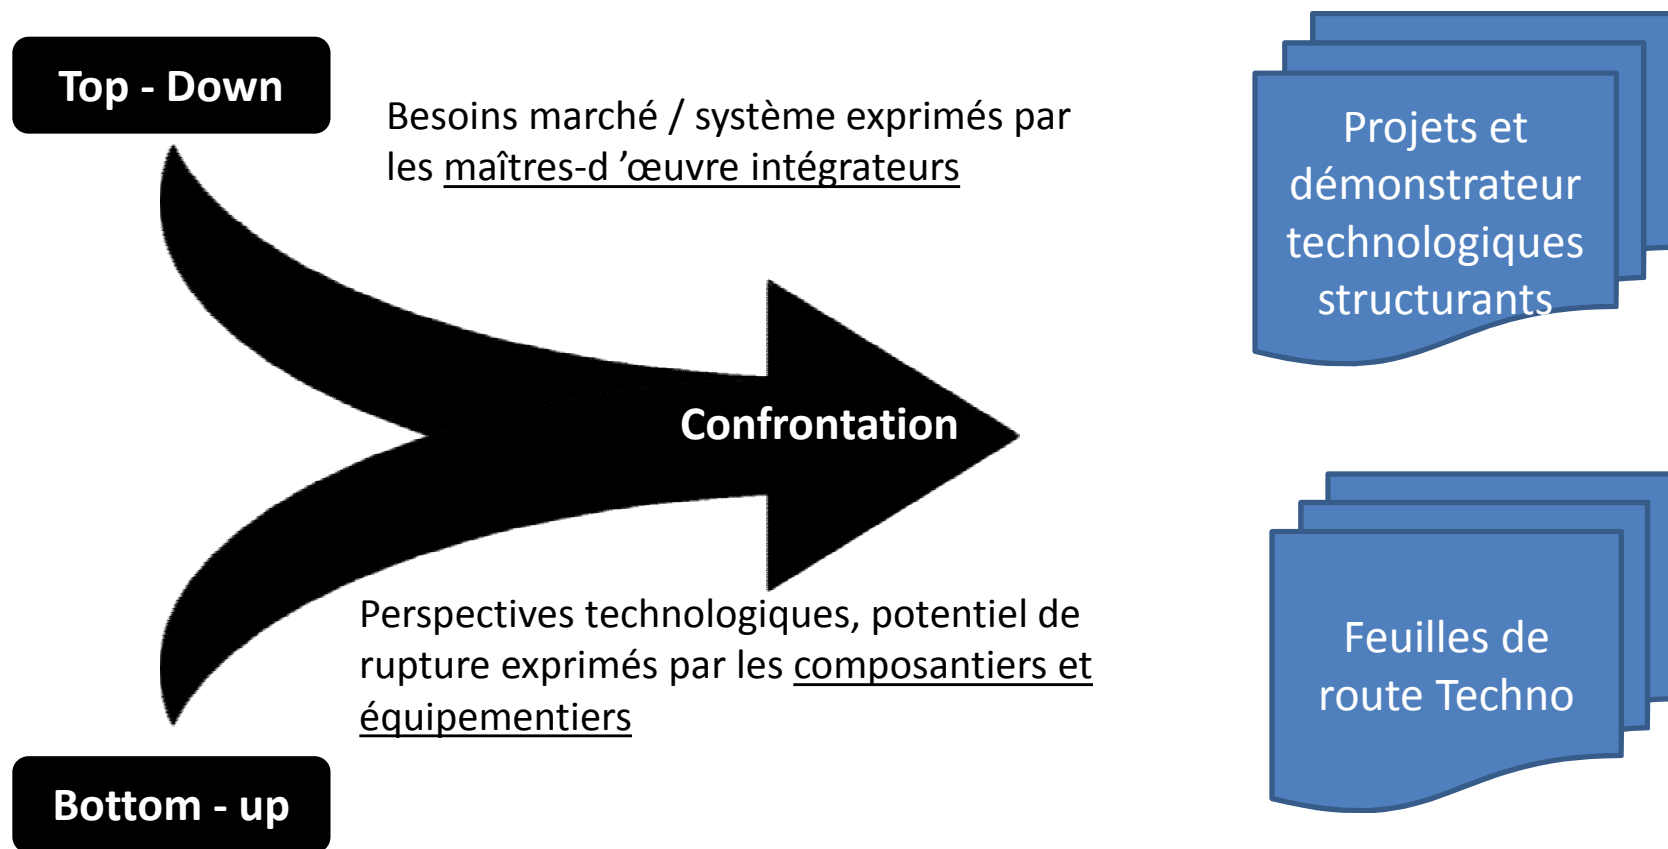 Top - Down
Besoins marché / système exprimés par
les maîtres-d ’œuvre intégrateurs
Confrontation
Perspectives technologiques, potentiel de
rupture exprimés par les composantiers et
équipementiers
Bottom - up
Projets et
démonstrateur
technologiques
structurants
Feuilles de
route Techno